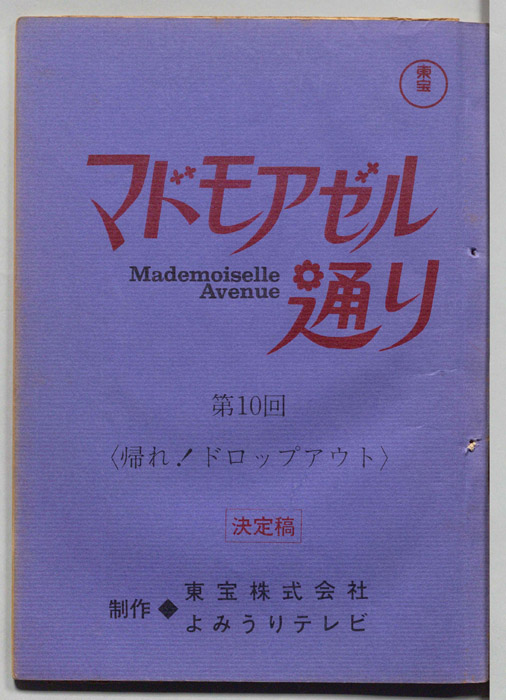 東宝
マドモアゼル
通り
Mademoiselle
Avenue
第10回
〈帰れ!ドロップアウト〉
決定稿
制作◆東宝株式会社
よみうりテレビ